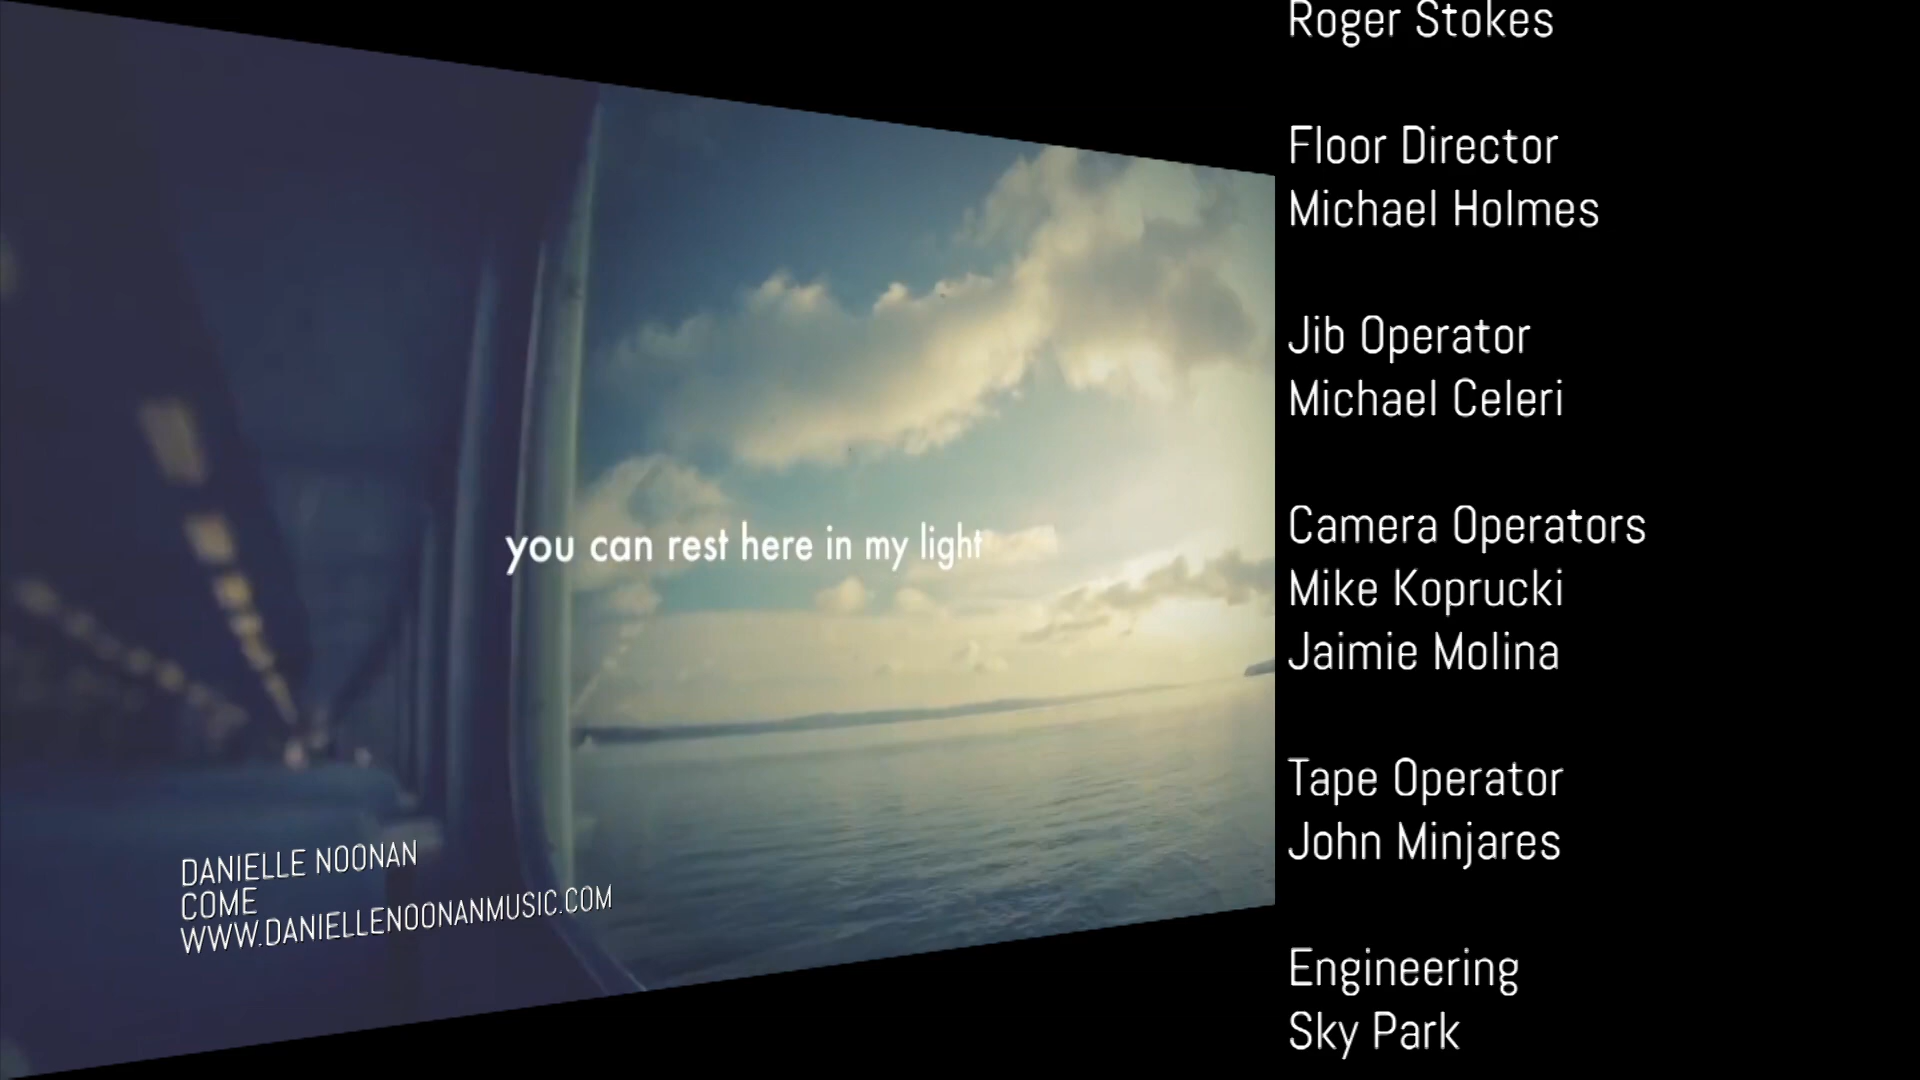 you can rest here in my light
DANIELLE NOONAN
COME
WWW.DANIELLENOONANMUSIC.COM
Roger Stokes
Floor Director
Michael Holmes
Jib Operator
Michael Celeri
Camera Operators
Mike Koprucki
Jaimie Molina
Tape Operator
John Minjares
Engineering
Sky Park